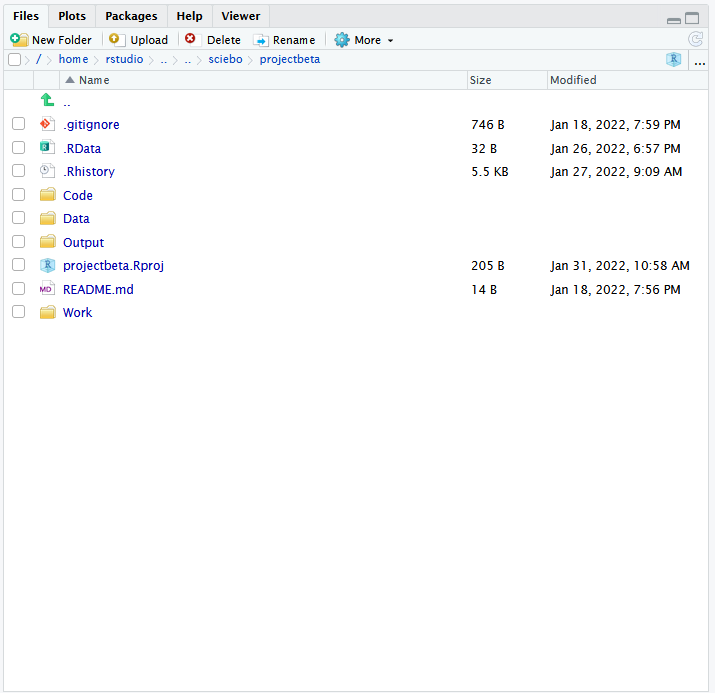 Files Plots Packages Help Viewer
New Folder Upload Delete Rename More
/ home rstudio .. .. sciebo projectbeta R ...
Name Size Modified
..
.gitignore 746 B Jan 18, 2022, 7:59 PM
.RData 32 B Jan 26, 2022, 6:57 PM
.Rhistory 5.5 KB Jan 27, 2022, 9:09 AM
Code
Data
Output
R projectbeta.Rproj 205 B Jan 31, 2022, 10:58 AM
MD README.md 14 B Jan 18, 2022, 7:56 PM
Work